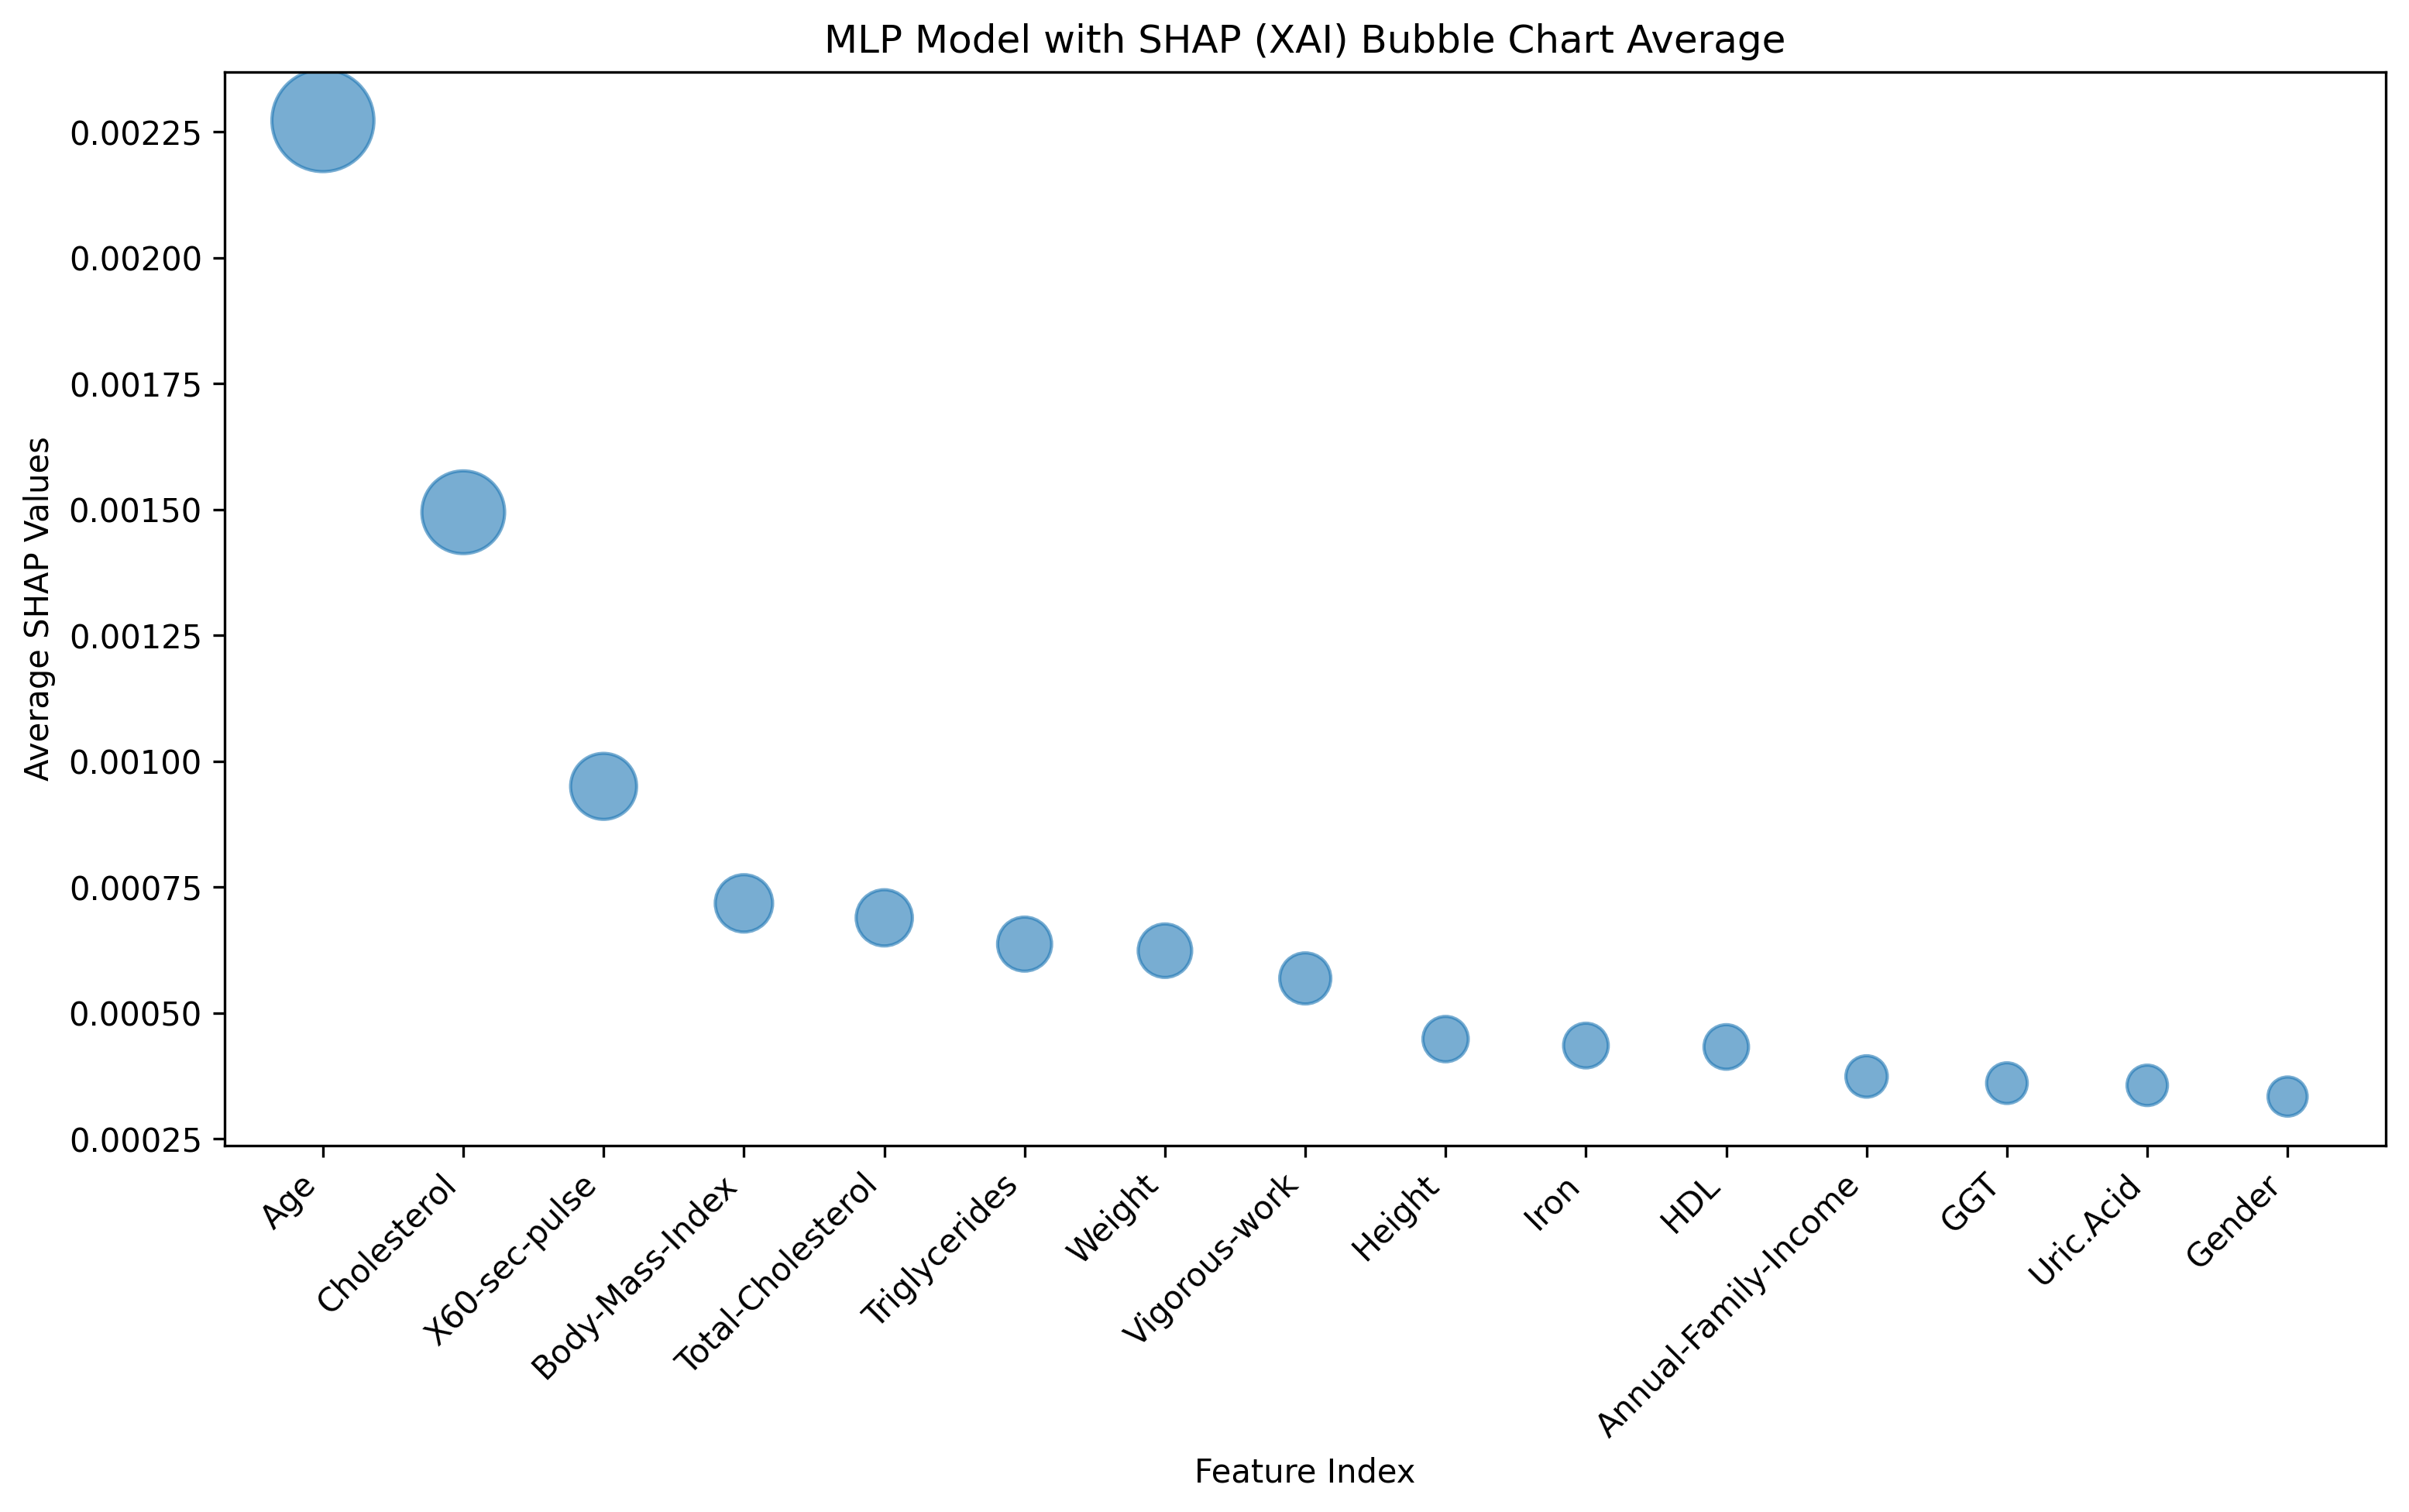 MLP Model with SHAP (XAI) Bubble Chart Average
Average SHAP Values
0.00225
0.00200
0.00175
0.00150
0.00125
0.00100
0.00075
0.00050
0.00025
Age
Cholesterol
X60-sec-pulse
Body-Mass-Index
Total-Cholesterol
Triglycerides
Weight
Vigorous-work
Height
Iron
HDL
Annual-Family-Income
GGT
Uric.Acid
Gender
Feature Index